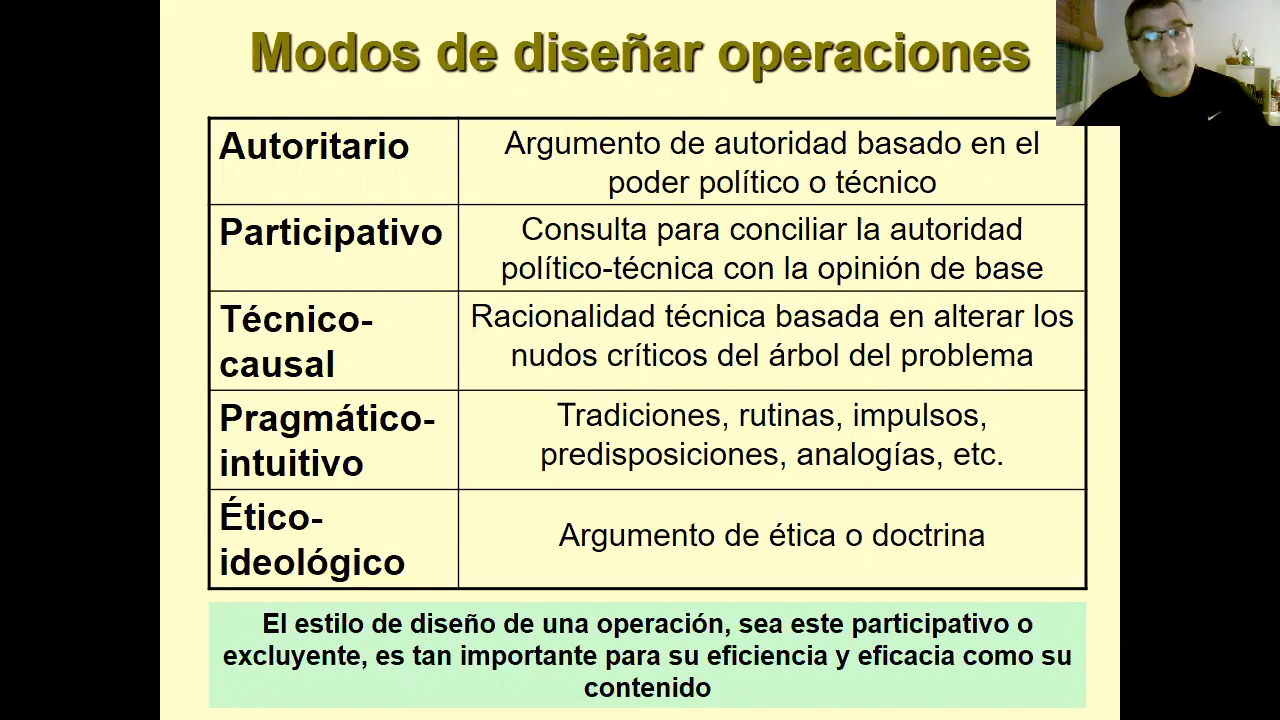 Modos de diseñar operaciones
Autoritario
Argumento de autoridad basado en el
poder político o técnico
Participativo
Consulta para conciliar la autoridad
político-técnica con la opinión de base
Técnico-
causal
Racionalidad técnica basada en alterar los
nudos críticos del árbol del problema
Pragmático-
intuitivo
Tradiciones, rutinas, impulsos,
predisposiciones, analogías, etc.
Ético-
ideológico
Argumento de ética o doctrina
El estilo de diseño de una operación, sea este participativo o
excluyente, es tan importante para su eficiencia y eficacia como su
contenido